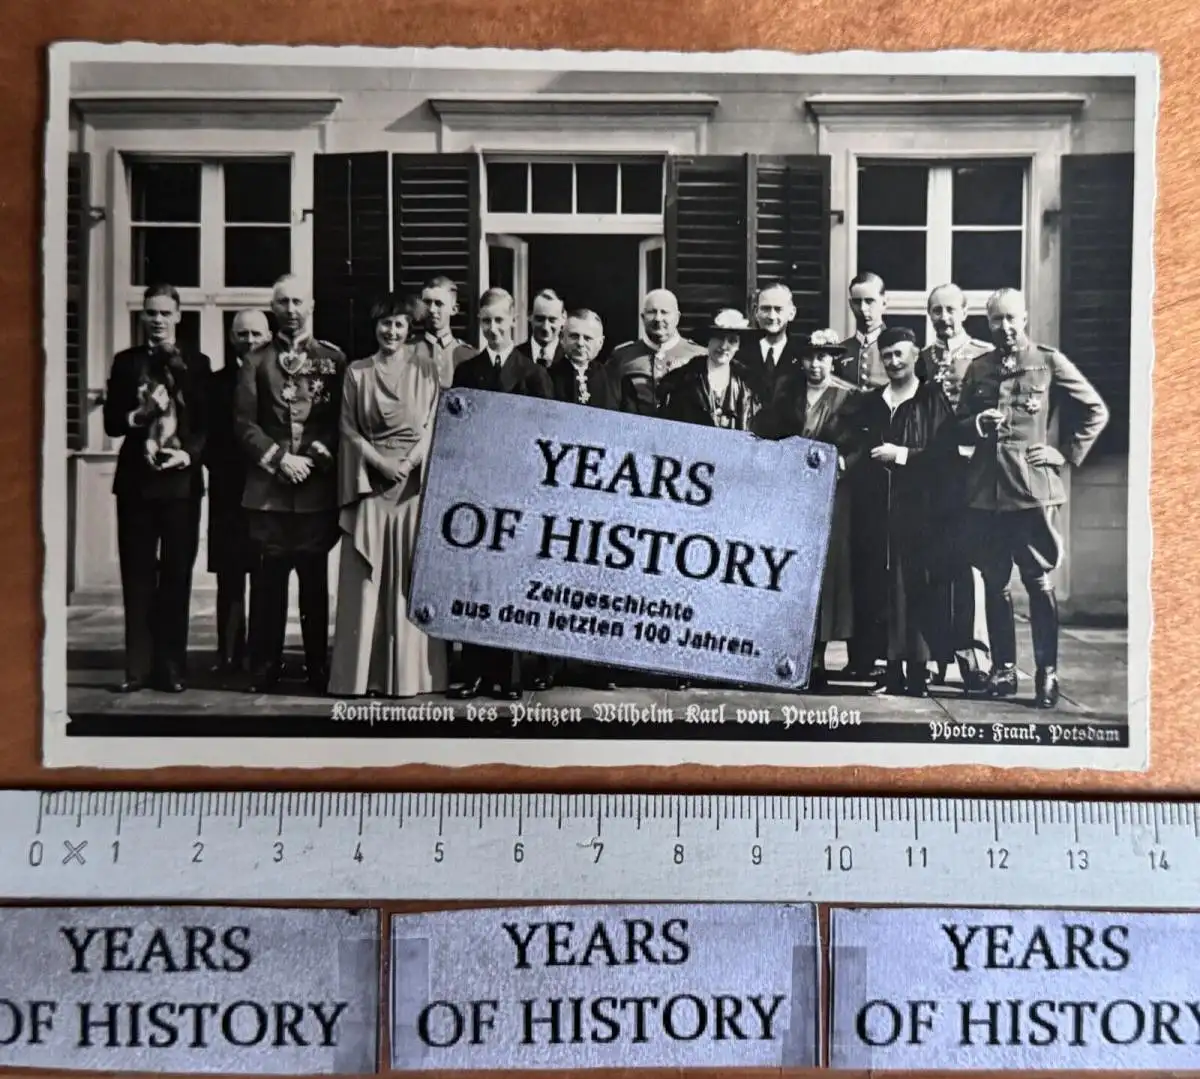 YEARS
OF HISTORY
Zeitgeschichte
aus den letzten 100 Jahren.
Konfirmation des Prinzen Wilhelm Karl von Preußen
Photo: Frank, Potsdam
0 1 2 3 4 5 6 7 8 9 10 11 12 13 14
YEARS
OF HISTORY
YEARS
OF HISTORY
YEARS
OF HISTORY